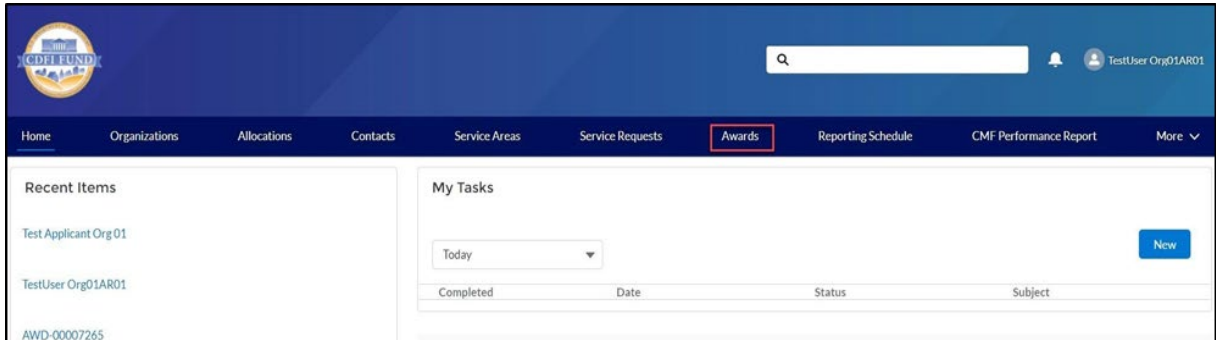 CDFI FUND
TestUser Org01AR01
Home Organizations Allocations Contacts Service Areas Service Requests Awards Reporting Schedule CMF Performance Report More
Recent Items
Test Applicant Org 01
TestUser Org01AR01
AWD-00007265
My Tasks
Today
New
Completed Date Status Subject